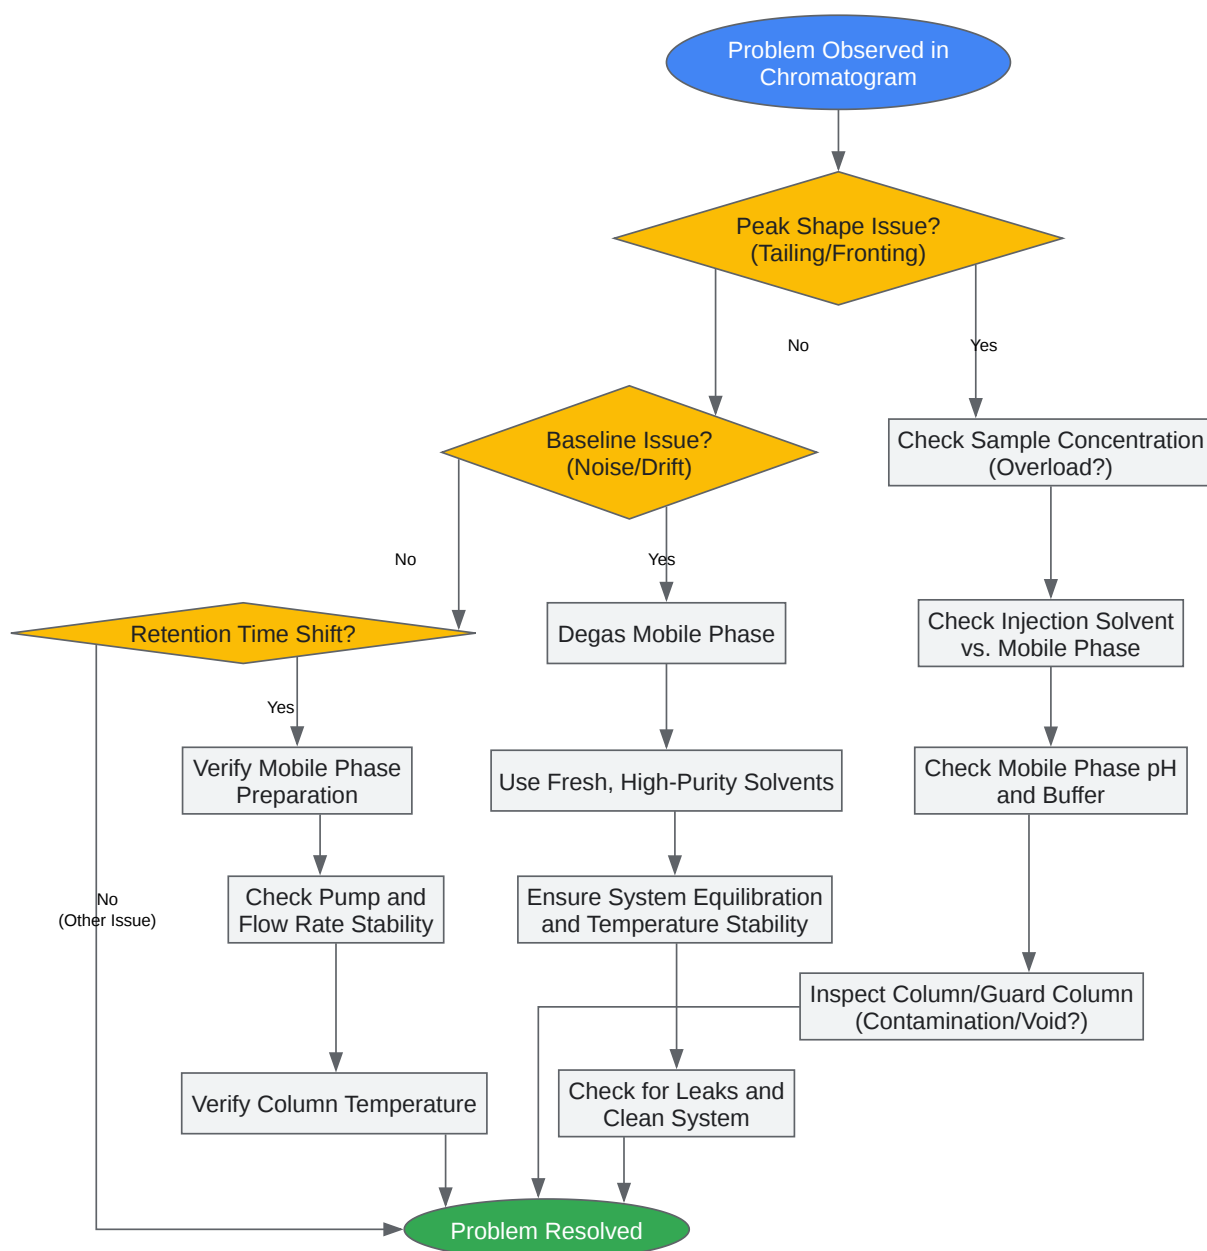 Problem Observed in
Chromatogram
Peak Shape Issue?
(Tailing/Fronting)
No
Yes
Baseline Issue?
(Noise/Drift)
Check Sample Concentration
(Overload?)
No
Yes
Retention Time Shift?
Degas Mobile Phase
Check Injection Solvent
vs. Mobile Phase
Yes
Verify Mobile Phase
Preparation
Use Fresh, High-Purity Solvents
Check Mobile Phase pH
and Buffer
No
(Other Issue)
Check Pump and
Flow Rate Stability
Ensure System Equilibration
and Temperature Stability
Inspect Column/Guard Column
(Contamination/Void?)
Verify Column Temperature
Check for Leaks and
Clean System
Problem Resolved